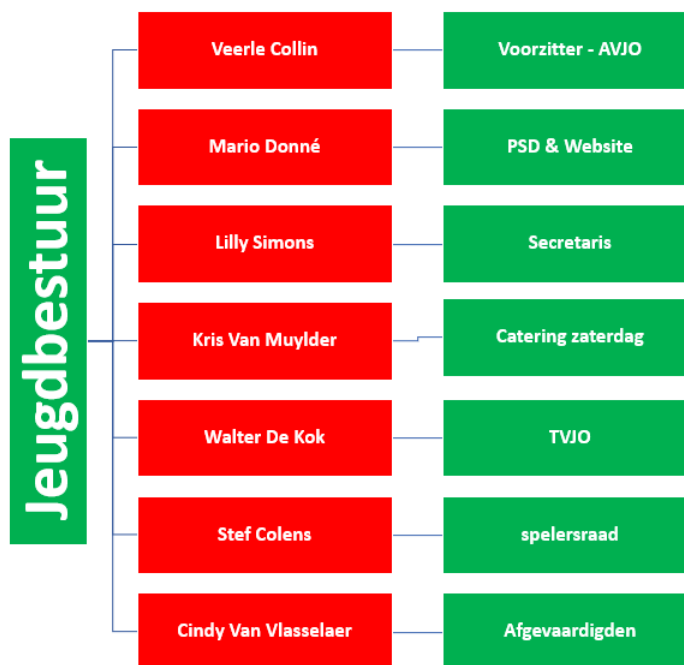 Jeugdbestuur
Veerle Collin
Voorzitter - AVJO
Mario Donné
PSD & Website
Lilly Simons
Secretaris
Kris Van Muylder
Catering zaterdag
Walter De Kok
TVJO
Stef Colens
spelersraad
Cindy Van Vlasselaer
Afgevaardigden